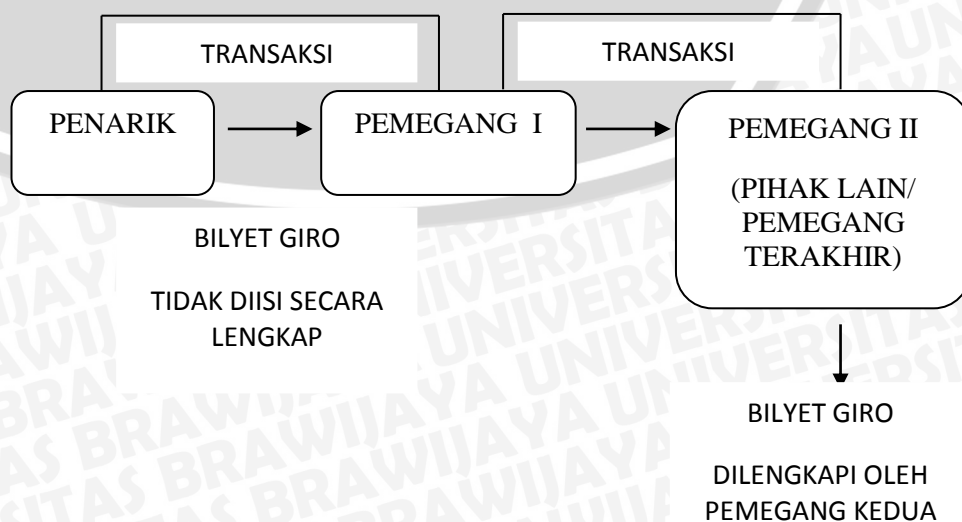 TRANSAKSI
TRANSAKSI
PENARIK
PEMEGANG I
PEMEGANG II
(PIHAK LAIN/
PEMEGANG
TERAKHIR)
BILYET GIRO
TIDAK DIISI SECARA
LENGKAP
BILYET GIRO
DILENGKAPI OLEH
PEMEGANG KEDUA